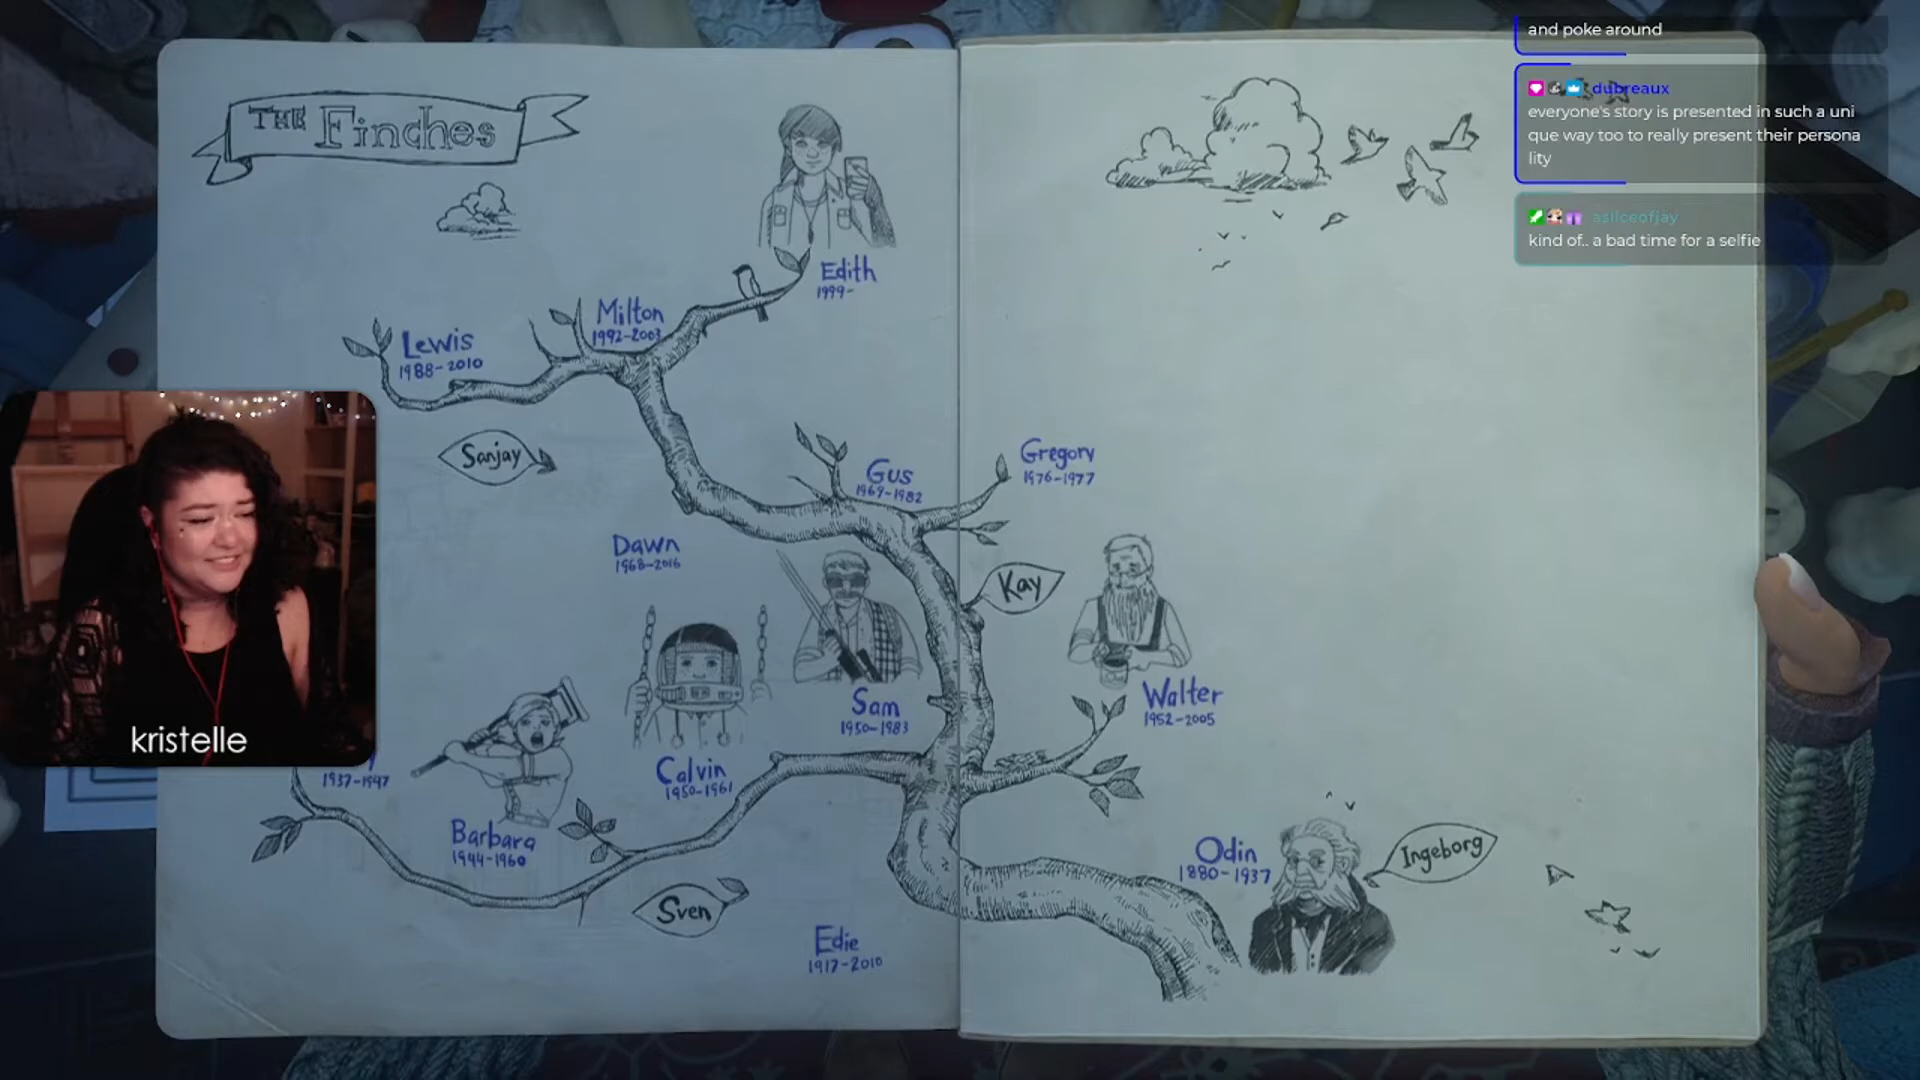 THE Finches
Edith
1999-
Milton
1992-2003
Lewis
1988-2010
Sanjay
Gus
1969-1982
Gregory
1976-1977
Dawn
1968-2016
Kay
Sam
1950-1983
Walter
1952-2005
Calvin
1950-1961
1937-1947
Barbara
1944-1960
Sven
Odin
1880-1937
Ingeborg
Edie
1917-2010
kristelle
and poke around
dubreaux
everyone's story is presented in such a uni
que way too to really present their persona
lity
asliceofjay
kind of.. a bad time for a selfie